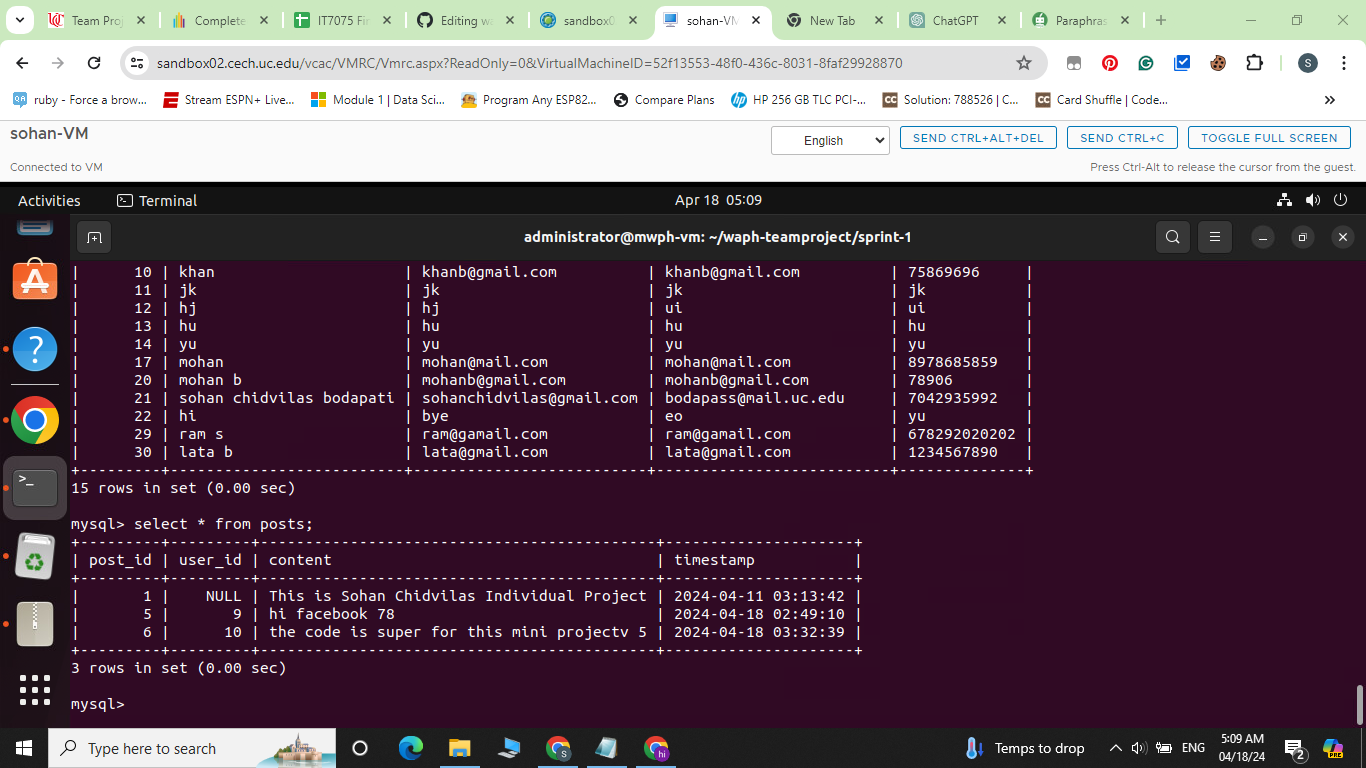 Team Proj
Complete
IT7075 Fin
Editing wa
sandbox0
sohan-VM
New Tab
ChatGPT
Paraphras
sandbox02.cech.uc.edu/vcac/VMRC/Vmrc.aspx?ReadOnly=0&VirtualMachineID=52f13553-48f0-436c-8031-8faf29928870
S
ruby - Force a brow...
Stream ESPN+ Live...
Module 1 | Data Sci...
Program Any ESP82...
Compare Plans
HP 256 GB TLC PCI-...
Solution: 788526 | C...
Card Shuffle | Code...
sohan-VM
English
SEND CTRL+ALT+DEL
SEND CTRL+C
TOGGLE FULL SCREEN
Connected to VM
Press Ctrl-Alt to release the cursor from the guest.
Activities
Terminal
Apr 18 05:09
administrator@mwph-vm: ~/waph-teamproject/sprint-1
| 10 | khan | khanb@gmail.com | khanb@gmail.com | 75869696 |
| 11 | jk | jk | jk | jk |
| 12 | hj | hj | ui | ui |
| 13 | hu | hu | hu | hu |
| 14 | yu | yu | yu | yu |
| 17 | mohan | mohan@mail.com | mohan@mail.com | 8978685859 |
| 20 | mohan b | mohanb@gmail.com | mohanb@gmail.com | 78906 |
| 21 | sohan chidvilas bodapati | sohanchidvilas@gmail.com | bodapass@mail.uc.edu | 7042935992 |
| 22 | hi | bye | eo | yu |
| 29 | ram s | ram@gamail.com | ram@gamail.com | 678292020202 |
| 30 | lata b | lata@gmail.com | lata@gmail.com | 1234567890 |
+---------+--------------------------+--------------------------+--------------------------+--------------+
15 rows in set (0.00 sec)
mysql> select * from posts;
+---------+---------+--------------------------------------------+---------------------+
| post_id | user_id | content | timestamp |
+---------+---------+--------------------------------------------+---------------------+
| 1 | NULL | This is Sohan Chidvilas Individual Project | 2024-04-11 03:13:42 |
| 5 | 9 | hi facebook 78 | 2024-04-18 02:49:10 |
| 6 | 10 | the code is super for this mini projectv 5 | 2024-04-18 03:32:39 |
+---------+---------+--------------------------------------------+---------------------+
3 rows in set (0.00 sec)
mysql>
Type here to search
Temps to drop
ENG
5:09 AM
04/18/24
2